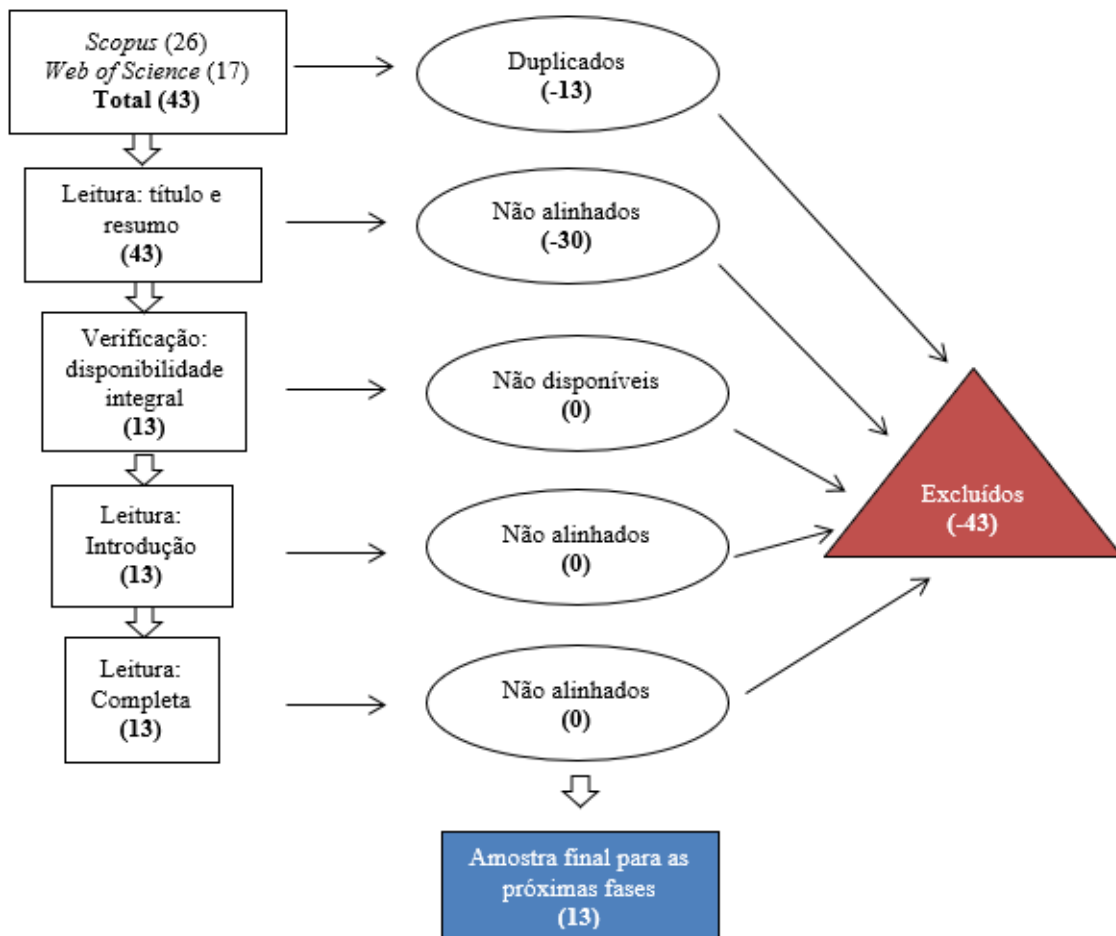 Scopus (26)
Web of Science (17)
Total (43)
Duplicados
(-13)
Leitura: título e
resumo
(43)
Não alinhados
(-30)
Verificação:
disponibilidade
integral
(13)
Não disponíveis
(0)
Leitura:
Introdução
(13)
Não alinhados
(0)
Leitura:
Completa
(13)
Não alinhados
(0)
Excluídos
(-43)
Amostra final para as
próximas fases
(13)